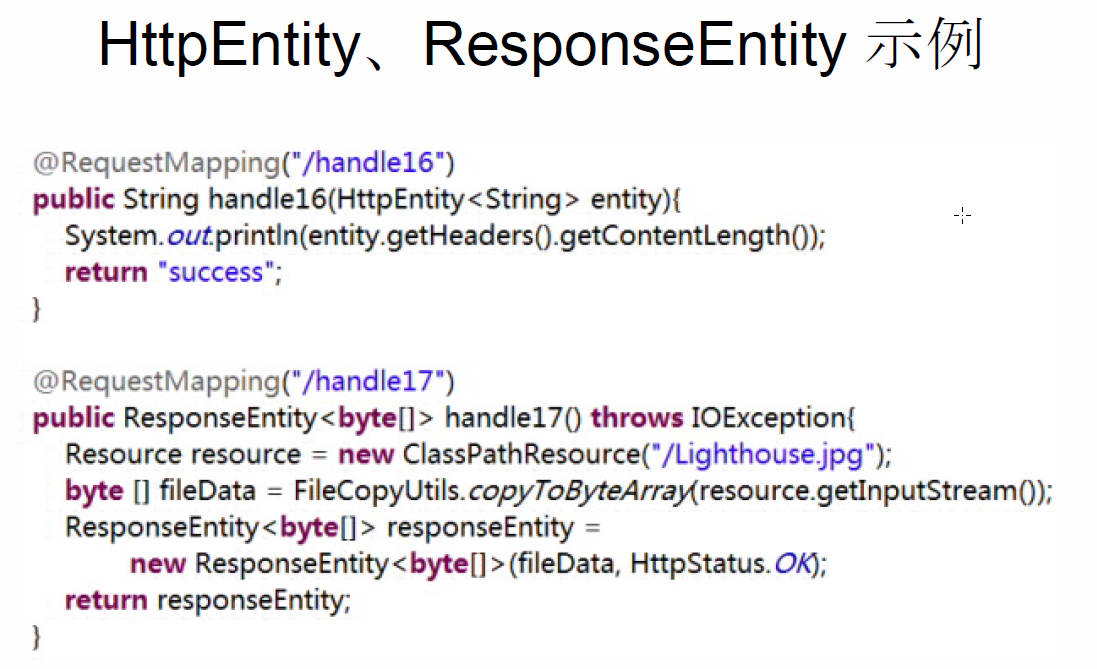 HttpEntity、ResponseEntity 示例
@RequestMapping("/handle16")
public String handle16(HttpEntity<String> entity){
System.out.println(entity.getHeaders().getContentLength());
return "success";
}
@RequestMapping("/handle17")
public ResponseEntity<byte[]> handle17() throws IOException{
Resource resource = new ClassPathResource("/Lighthouse.jpg");
byte [] fileData = FileCopyUtils.copyToByteArray(resource.getInputStream());
ResponseEntity<byte[]> responseEntity =
new ResponseEntity<byte[]>(fileData, HttpStatus.OK);
return responseEntity;
}